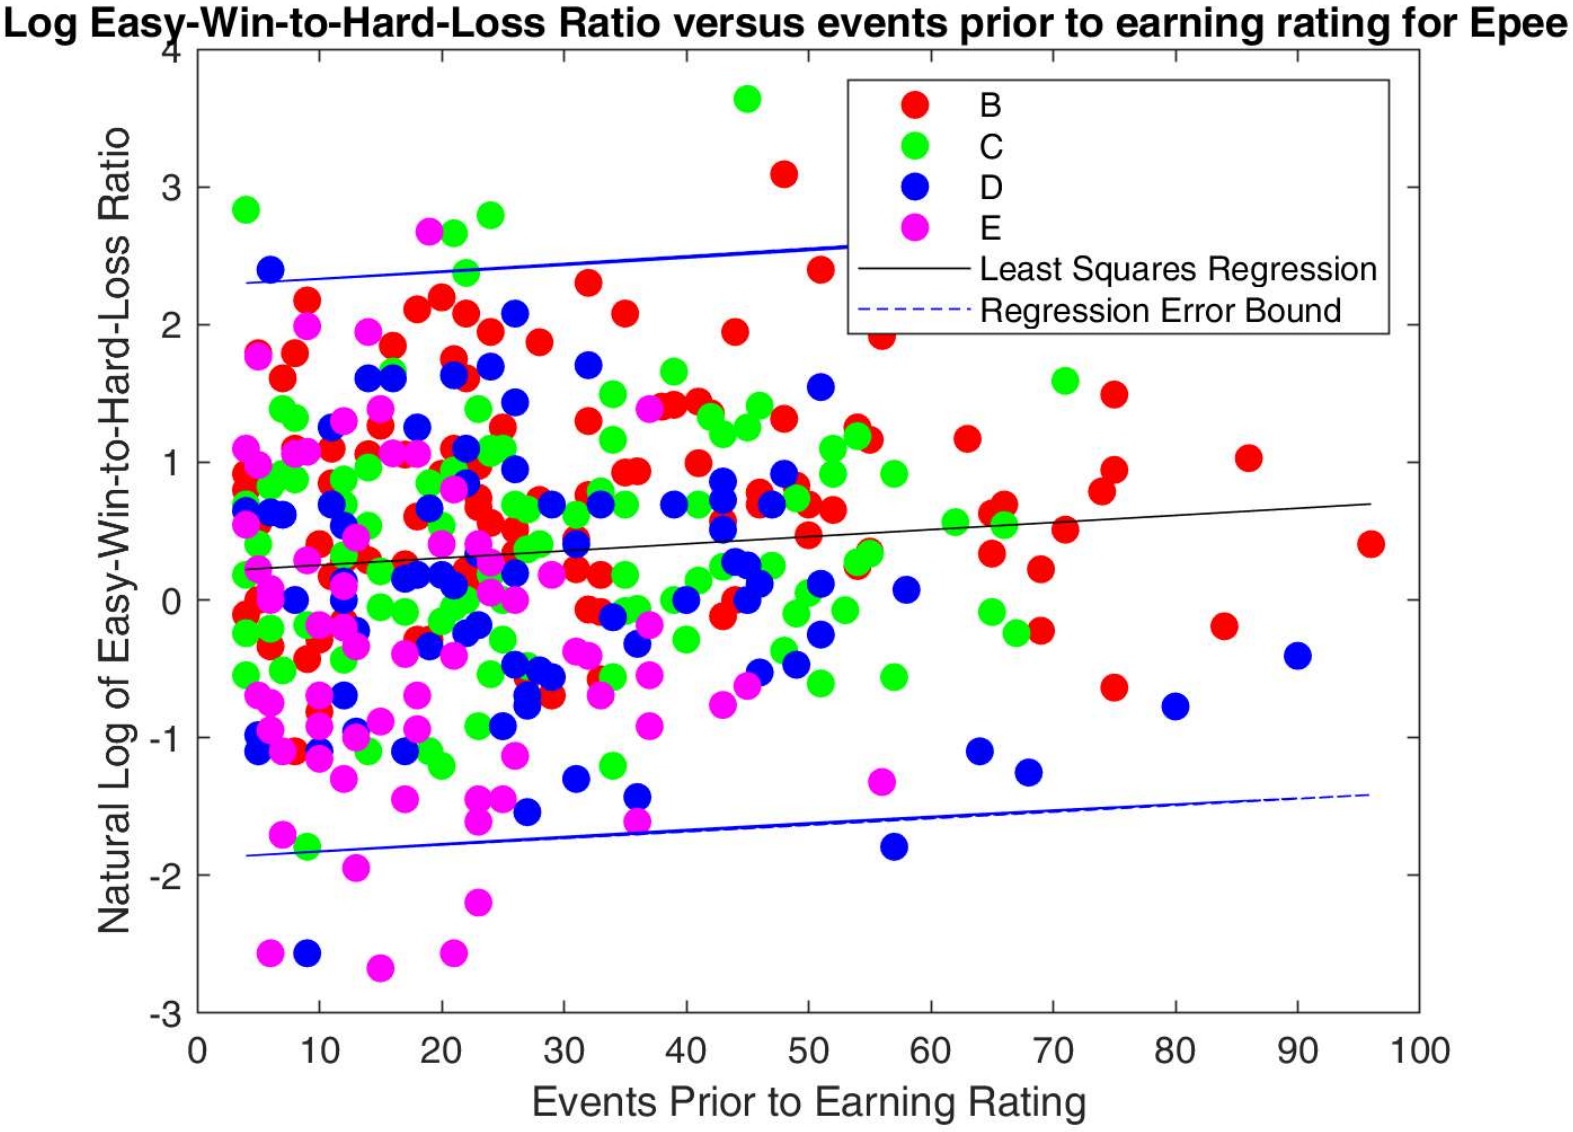 Log Easy-Win-to-Hard-Loss Ratio versus events prior to earning rating for Epee
4
3
2
1
0
-1
-2
-3
Natural Log of Easy-Win-to-Hard-Loss Ratio
B
C
D
E
Least Squares Regression
Regression Error Bound
0 10 20 30 40 50 60 70 80 90 100
Events Prior to Earning Rating